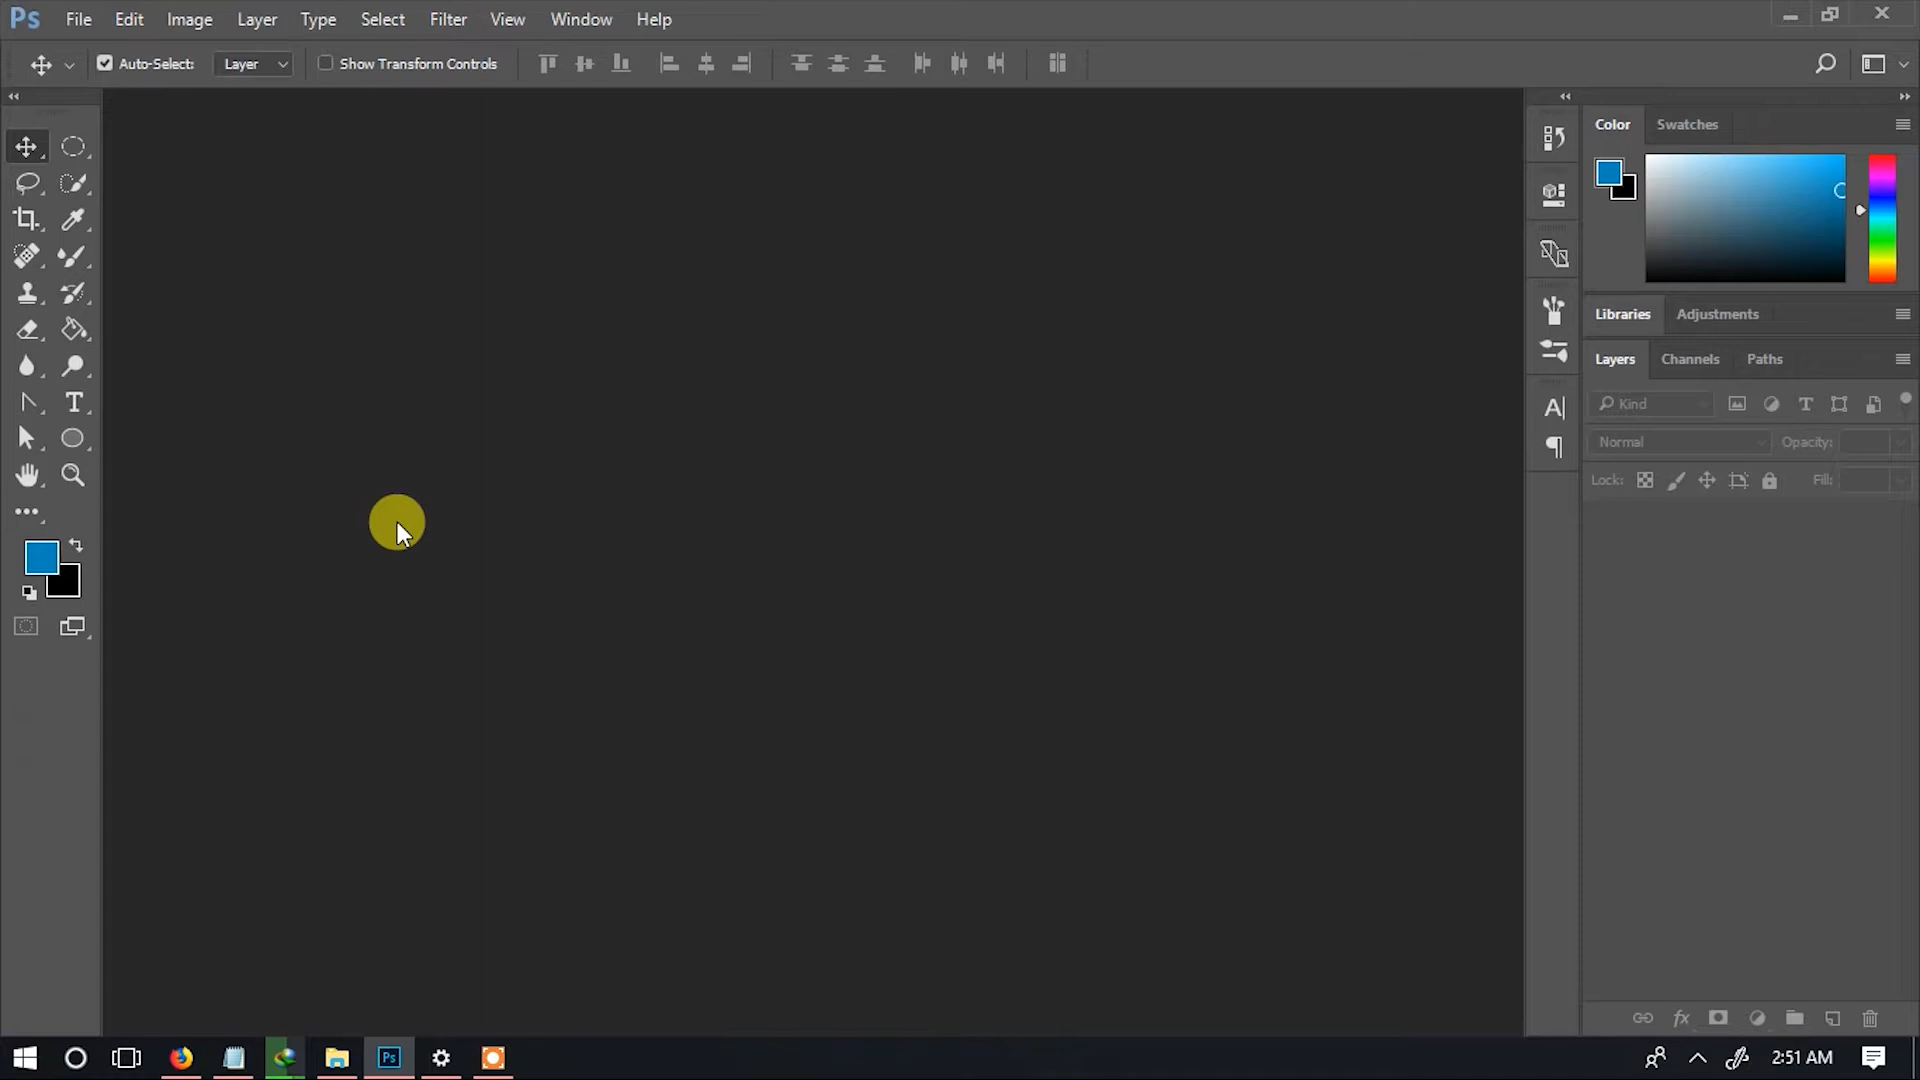 Ps File Edit Image Layer Type Select Filter View Window Help
Auto-Select: Layer Show Transform Controls
Color Swatches
Libraries Adjustments
Layers Channels Paths
Kind
Normal Opacity:
Lock: Fill:
Ps 2:51 AM